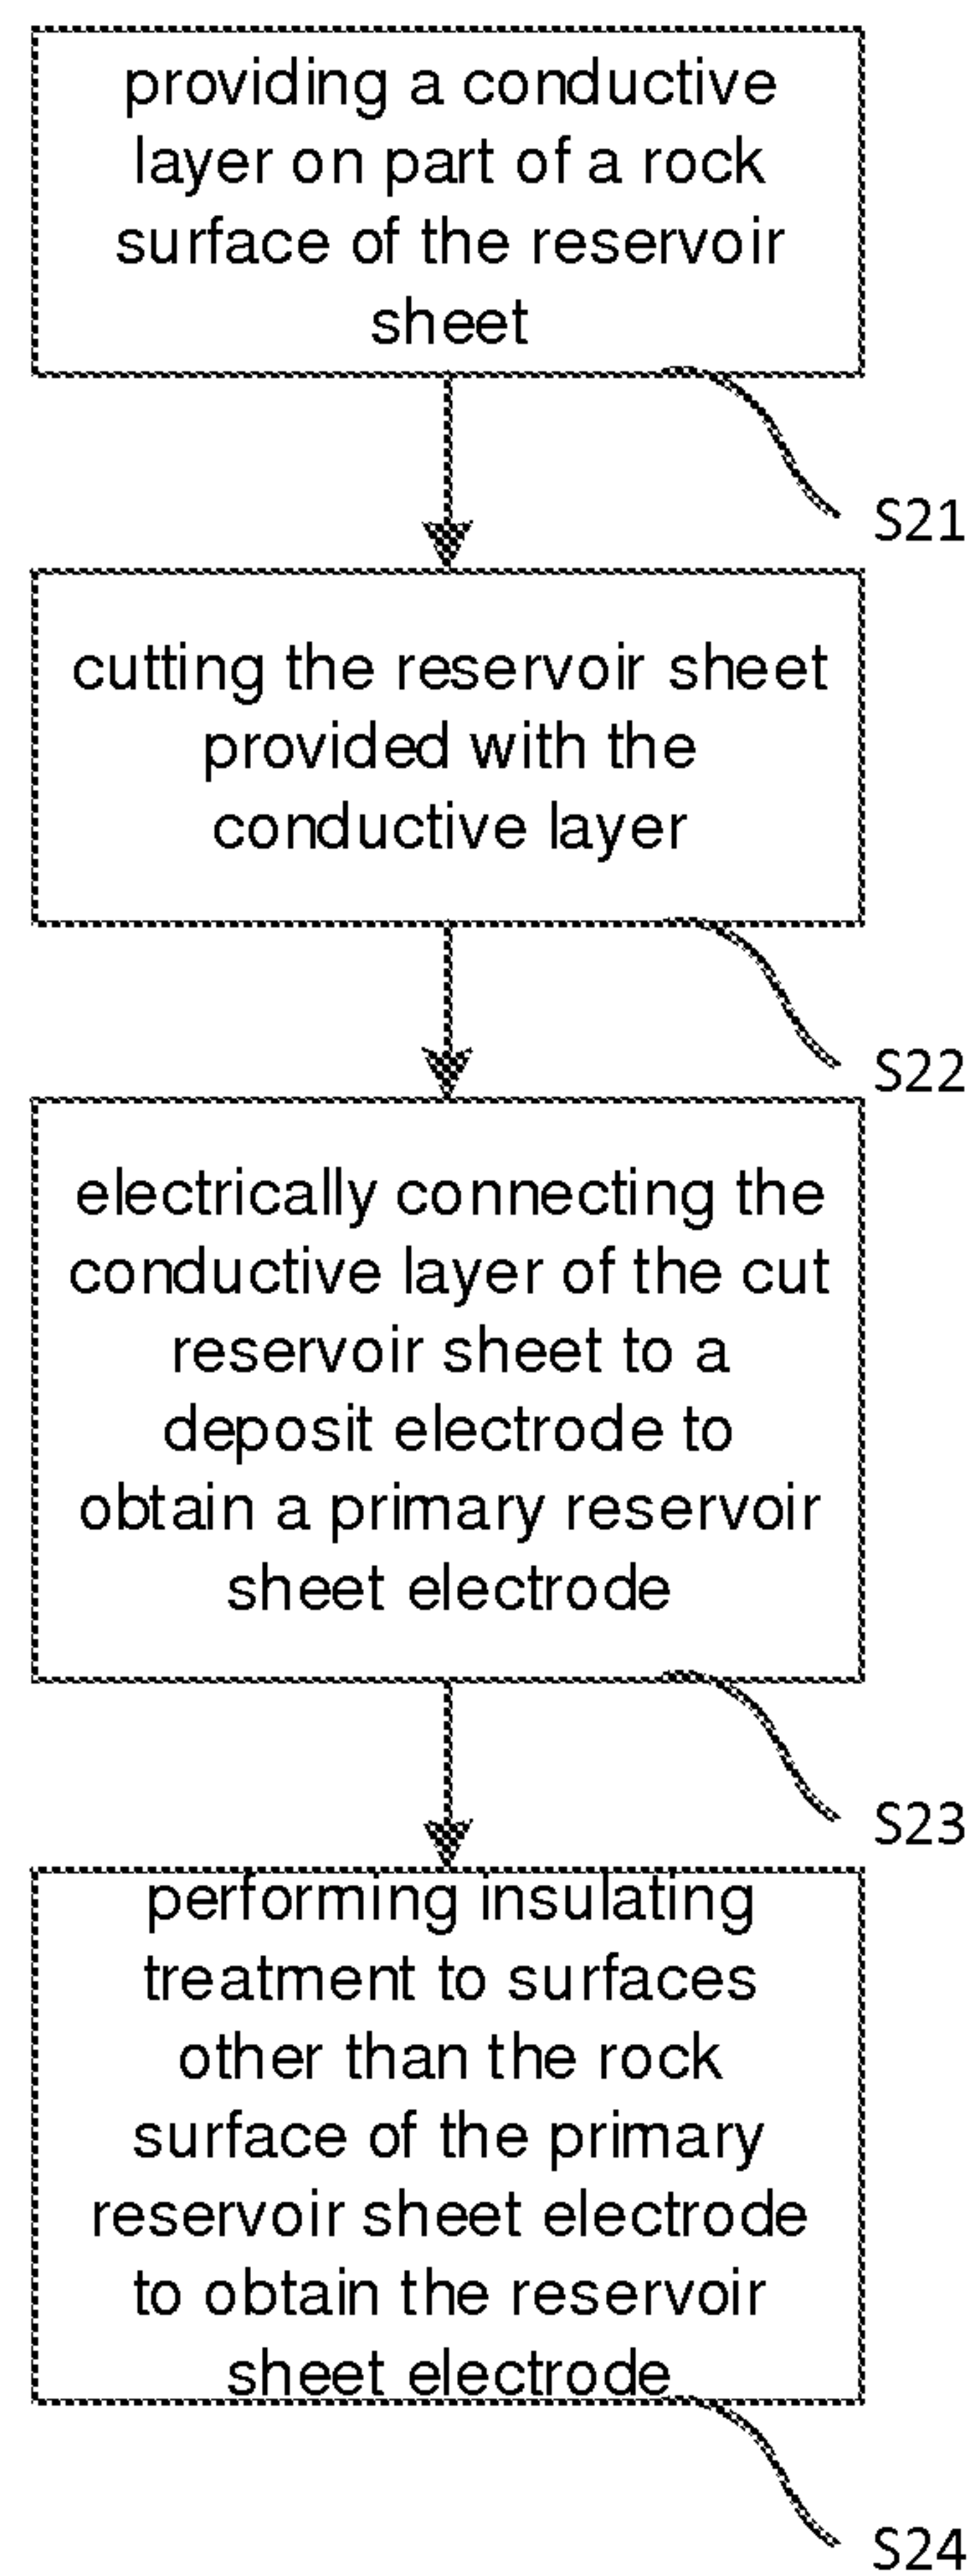 providing a conductive
layer on part of a rock
surface of the reservoir
sheet
S21
cutting the reservoir sheet
provided with the
conductive layer
S22
electrically connecting the
conductive layer of the cut
reservoir sheet to a
deposit electrode to
obtain a primary reservoir
sheet electrode
S23
performing insulating
treatment to surfaces
other than the rock
surface of the primary
reservoir sheet electrode
to obtain the reservoir
sheet electrode
S24